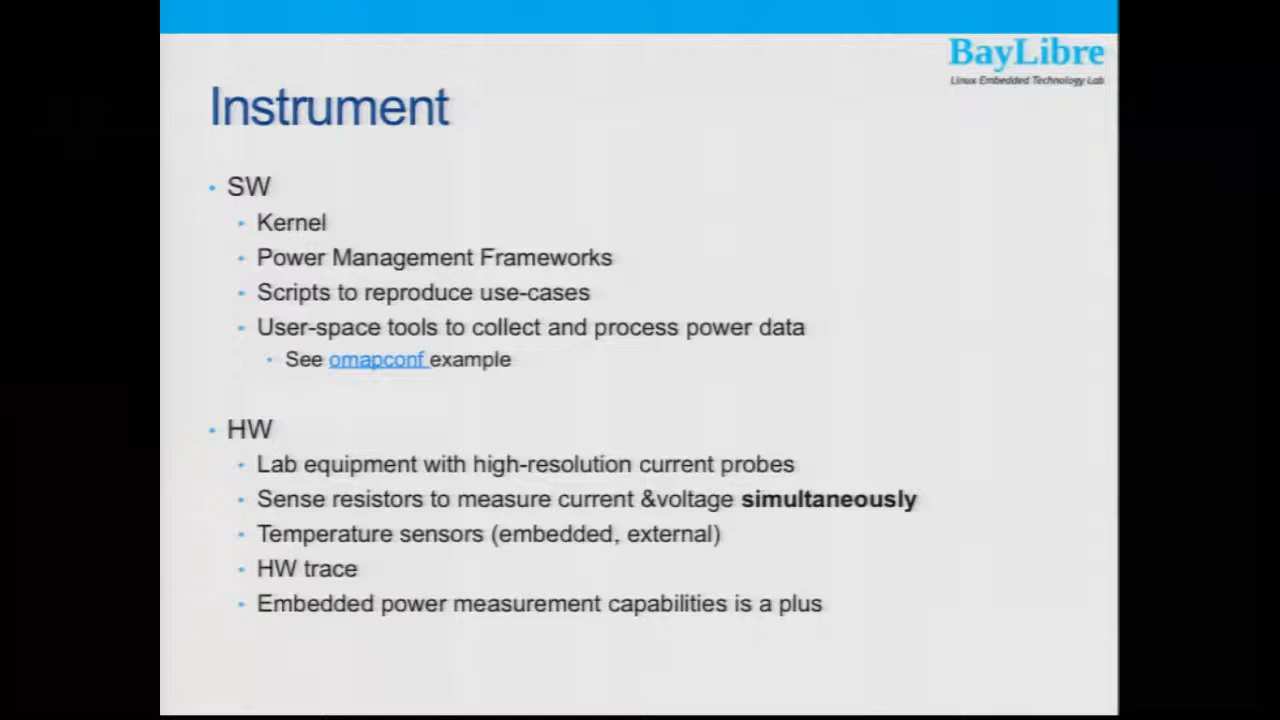 BayLibre
Linux Embedded Technology Lab
Instrument
• SW
• Kernel
• Power Management Frameworks
• Scripts to reproduce use-cases
• User-space tools to collect and process power data
• See omapconf example
• HW
• Lab equipment with high-resolution current probes
• Sense resistors to measure current &voltage simultaneously
• Temperature sensors (embedded, external)
• HW trace
• Embedded power measurement capabilities is a plus